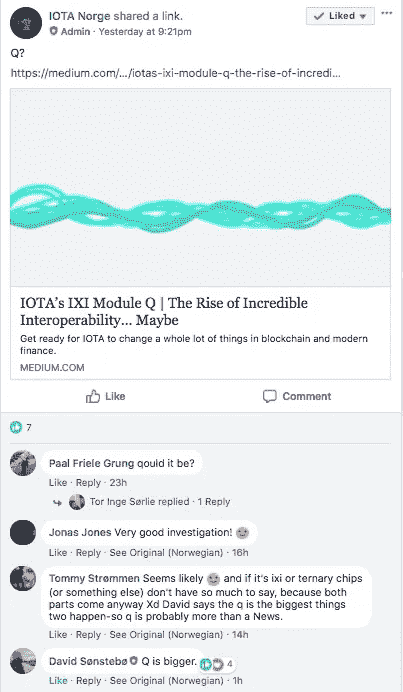 IOTA Norge shared a link.
Liked
Admin · Yesterday at 9:21pm
Q?
https://medium.com/.../iotas-ixi-module-q-the-rise-of-incredi...
IOTA's IXI Module Q | The Rise of Incredible
Interoperability... Maybe
Get ready for IOTA to change a whole lot of things in blockchain and modern
finance.
MEDIUM.COM
Like
Comment
7
Paal Friele Grung qould it be?
Like · Reply · 23h
Tor Inge Sørlie replied · 1 Reply
Jonas Jones Very good investigation!
Like · Reply · See Original (Norwegian) · 16h
Tommy Strømmen Seems likely and if it's ixi or ternary chips
(or something else) don't have so much to say, because both
parts come anyway Xd David says the q is the biggest things
two happen-so q is probably more than a News.
Like · Reply · See Original (Norwegian) · 14h
David Sønstebø Q is bigger. 4
Like · Reply · See Original (Norwegian) · 1h